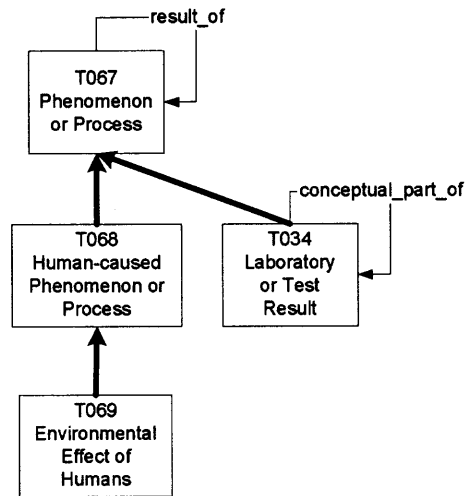 result_of
T067
Phenomenon
or Process
conceptual_part_of
T068
Human-caused
Phenomenon or
Process
T034
Laboratory
or Test
Result
T069
Environmental
Effect of
Humans